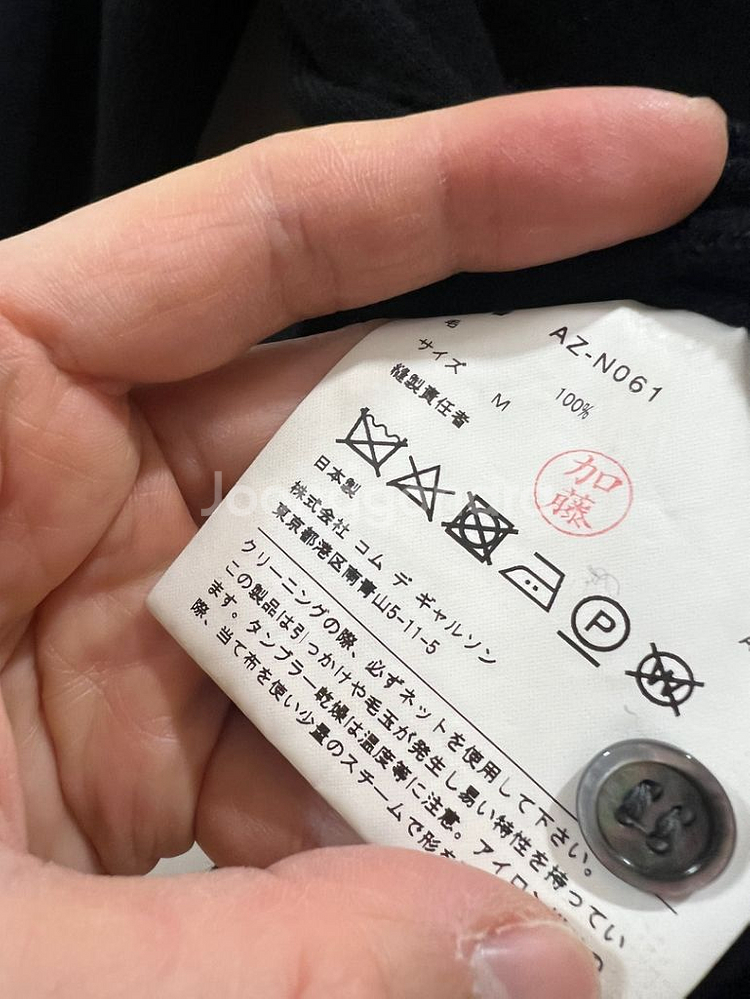 AZ-N061
毛 100%
サイズ M
縫製責任者
加藤
P
W
日本製
株式会社 コム デ ギャルソン
東京都港区南青山5-11-5
クリーニングの際、必ずネットを使用して下さい。
この製品は引っかけや毛玉が発生し易い特性を持ってい
ます。タンブラー乾燥は温度等に注意。アイロン
際、当て布を使い少量のスチームで形を